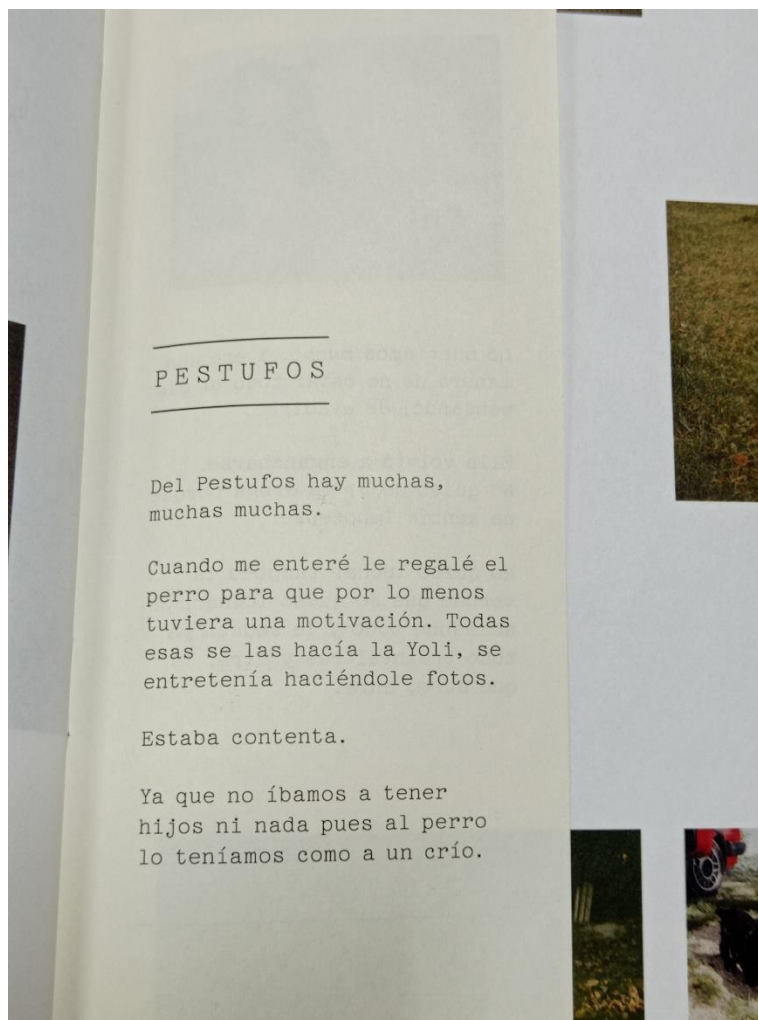 PESTUFOS
Del Pestufos hay muchas,
muchas muchas.
Cuando me enteré le regalé el
perro para que por lo menos
tuviera una motivación. Todas
esas se las hacía la Yoli, se
entretenía haciéndole fotos.
Estaba contenta.
Ya que no íbamos a tener
hijos ni nada pues al perro
lo teníamos como a un crío.